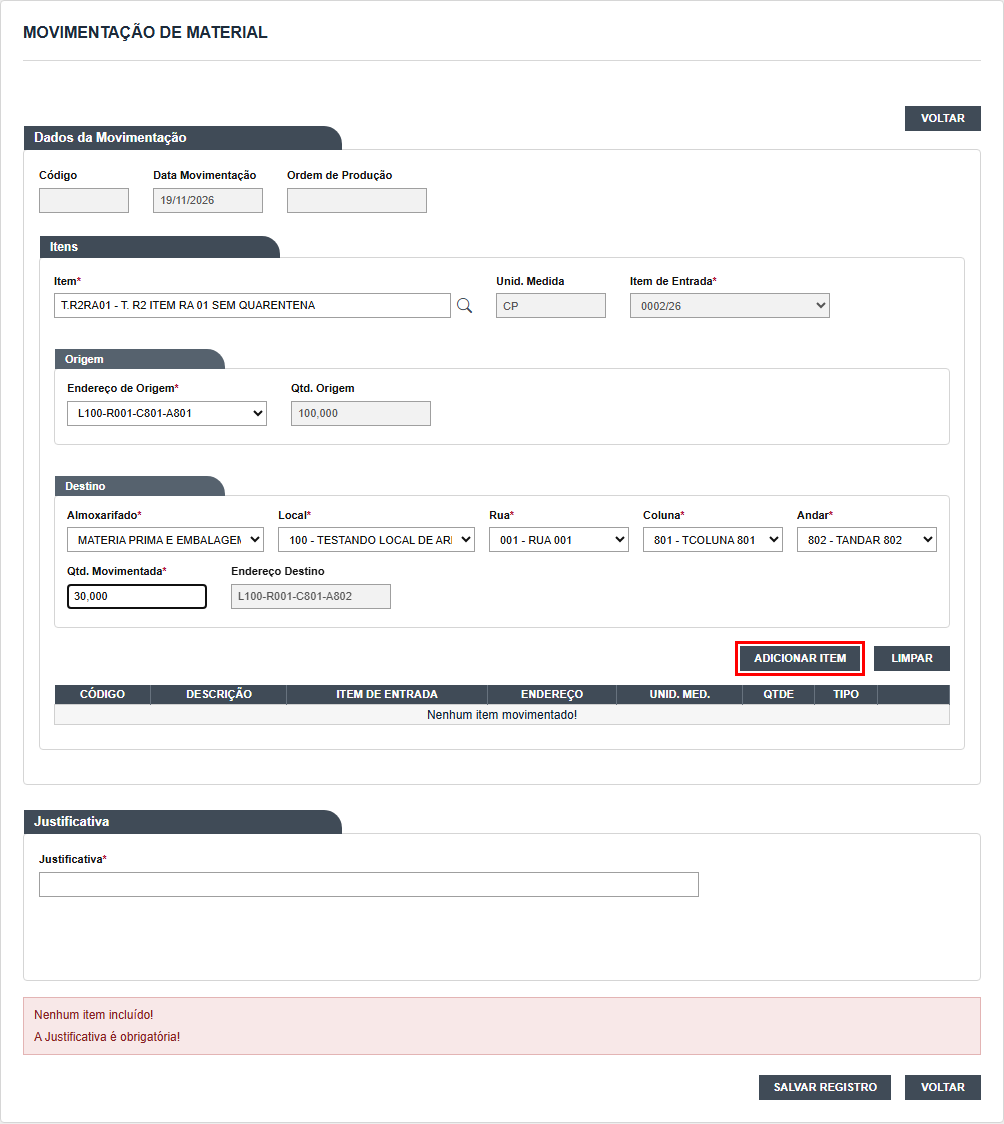 MOVIMENTAÇÃO DE MATERIAL
VOLTAR
Dados da Movimentação
Código Data Movimentação Ordem de Produção
19/11/2026
Itens
Item* Unid. Medida Item de Entrada*
T.R2RA01 - T. R2 ITEM RA 01 SEM QUARENTENA CP 0002/26
Origem
Endereço de Origem* Qtd. Origem
L100-R001-C801-A801 100,000
Destino
Almoxarifado* Local* Rua* Coluna* Andar*
MATERIA PRIMA E EMBALAGEM 100 - TESTANDO LOCAL DE AR 001 - RUA 001 801 - TCOLUNA 801 802 - TANDAR 802
Qtd. Movimentada* Endereço Destino
30,000 L100-R001-C801-A802
ADICIONAR ITEM LIMPAR
CÓDIGO DESCRIÇÃO ITEM DE ENTRADA ENDEREÇO UNID. MED. QTDE TIPO
Nenhum item movimentado!
Justificativa
Justificativa*
Nenhum item incluído!
A Justificativa é obrigatória!
SALVAR REGISTRO VOLTAR